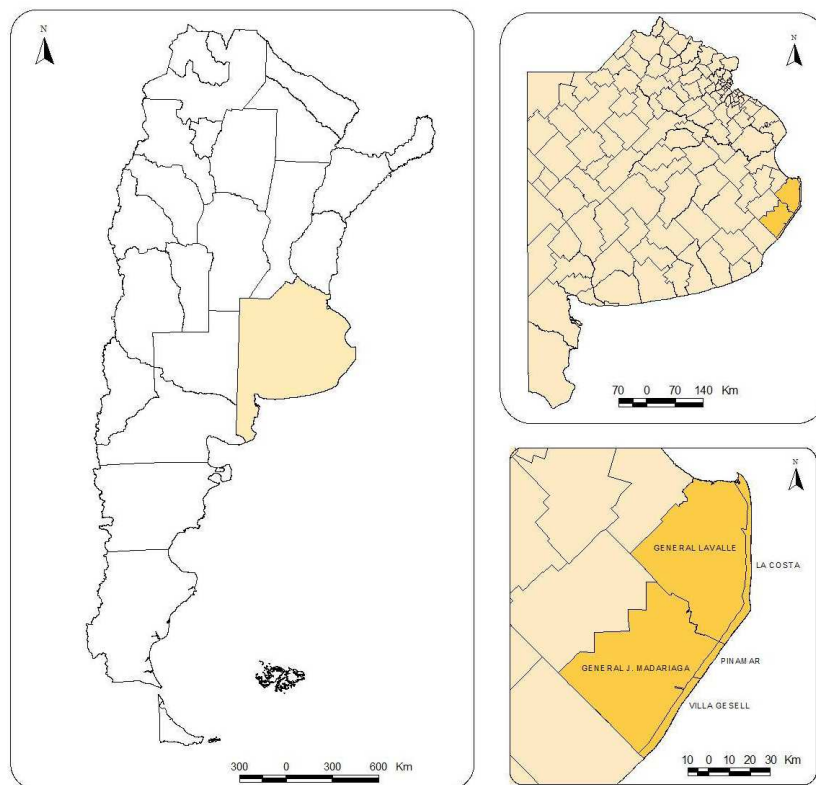 N
300 0 300 600 Km
N
70 0 70 140 Km
N
GENERAL LAVALLE
LA COSTA
PINAMAR
GENERAL J. MADARIAGA
VILLA GESELL
10 0 10 20 30 Km